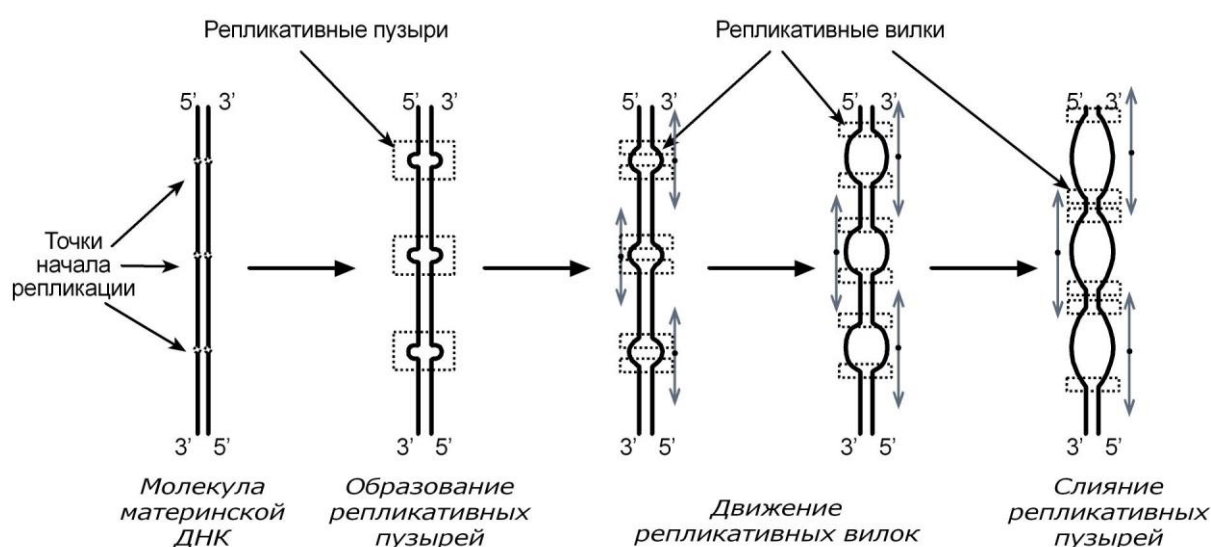 Репликативные пузыри
Репликативные вилки
5’ 3’
5’ 3’
5’ 3’
5’ 3’
5’ 3’
Точки
начала
репликации
3’ 5’
3’ 5’
3’ 5’
3’ 5’
3’ 5’
Молекула
материнской
ДНК
Образование
репликативных
пузырей
Движение
репликативных вилок
Слияние
репликативных
пузырей